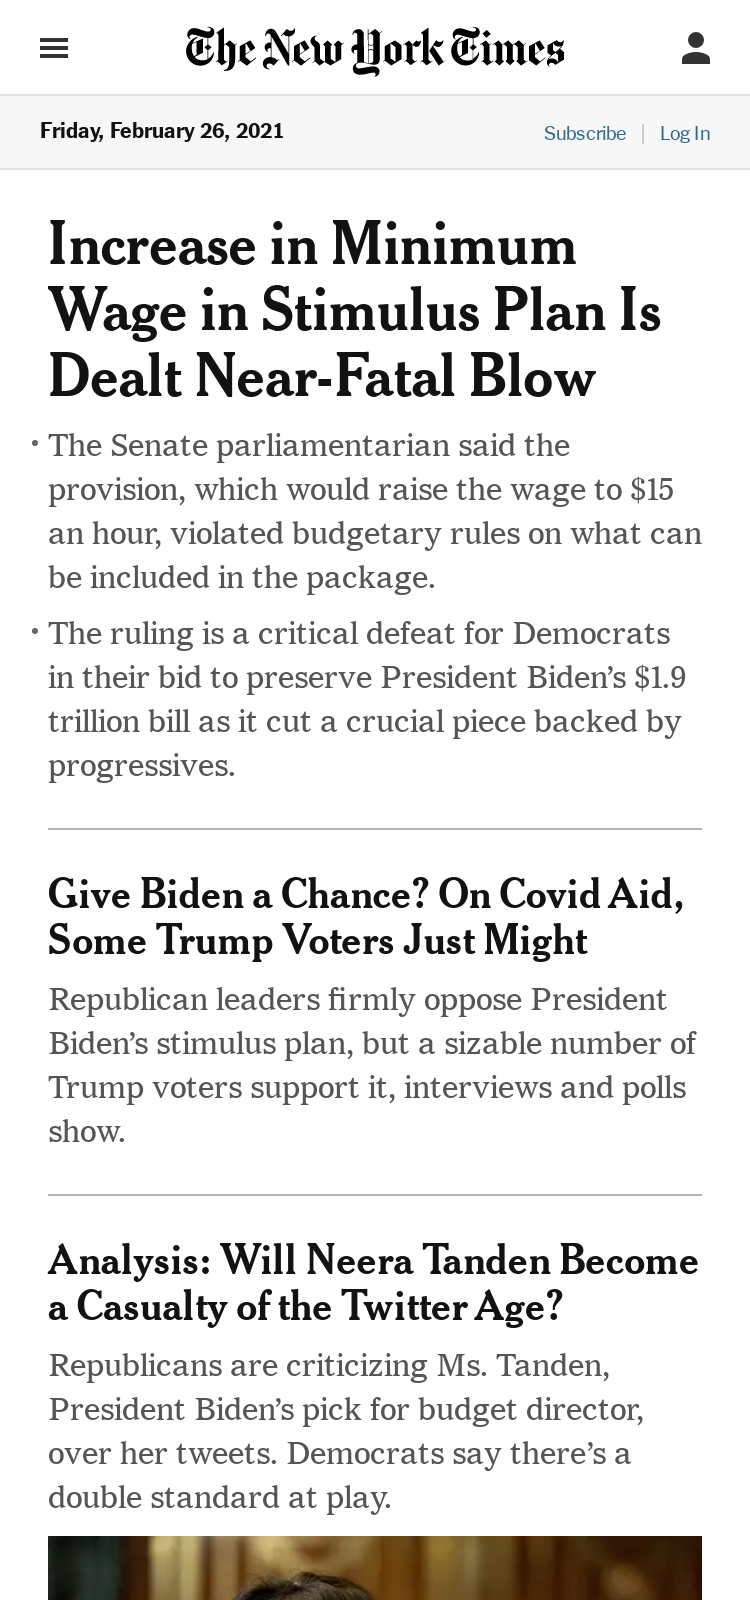 The New York Times
Friday, February 26, 2021
Subscribe | Log In
Increase in Minimum
Wage in Stimulus Plan Is
Dealt Near-Fatal Blow
• The Senate parliamentarian said the
provision, which would raise the wage to $15
an hour, violated budgetary rules on what can
be included in the package.
• The ruling is a critical defeat for Democrats
in their bid to preserve President Biden’s $1.9
trillion bill as it cut a crucial piece backed by
progressives.
Give Biden a Chance? On Covid Aid,
Some Trump Voters Just Might
Republican leaders firmly oppose President
Biden’s stimulus plan, but a sizable number of
Trump voters support it, interviews and polls
show.
Analysis: Will Neera Tanden Become
a Casualty of the Twitter Age?
Republicans are criticizing Ms. Tanden,
President Biden’s pick for budget director,
over her tweets. Democrats say there’s a
double standard at play.